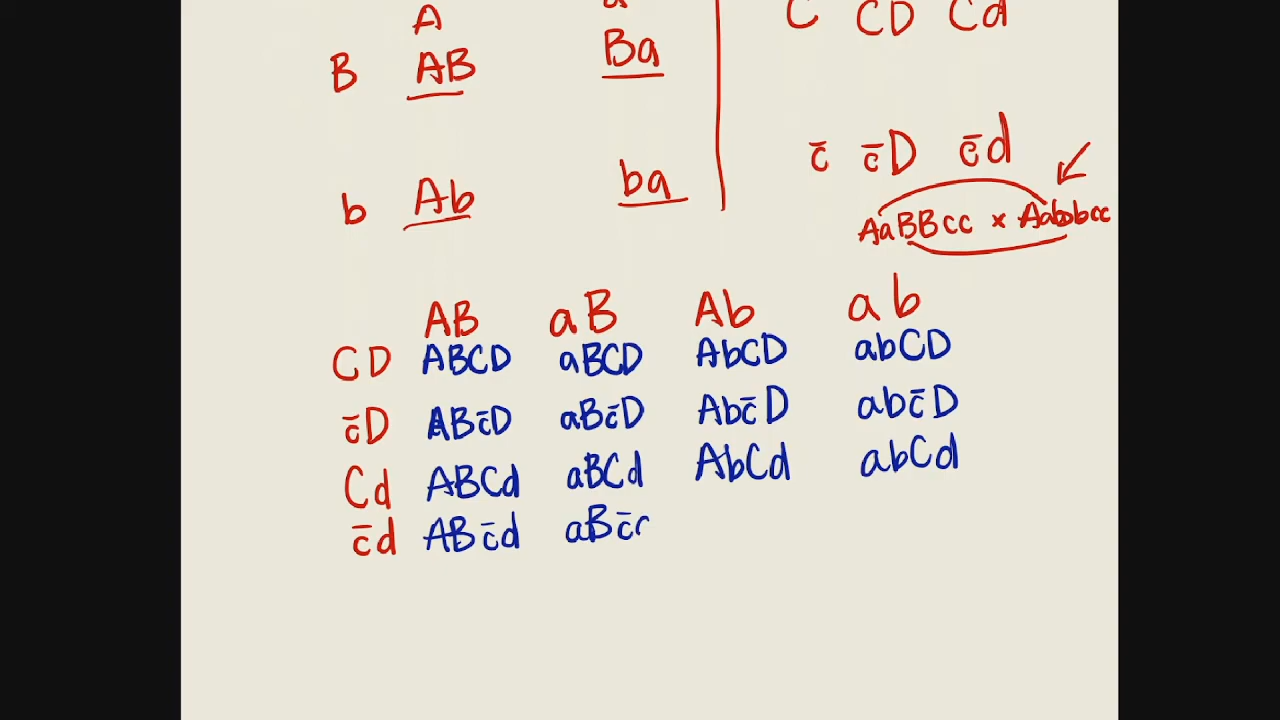 A
B AB Ba
b Ab ba
C CD Cd
c̄ c̄D c̄d
AaBBcc × Aabbcc
AB aB Ab ab
CD ABCD aBCD AbCD abCD
c̄D ABc̄D aBc̄D Abc̄D abc̄D
Cd ABCd aBCd AbCd abCd
c̄d ABc̄d aBc̄